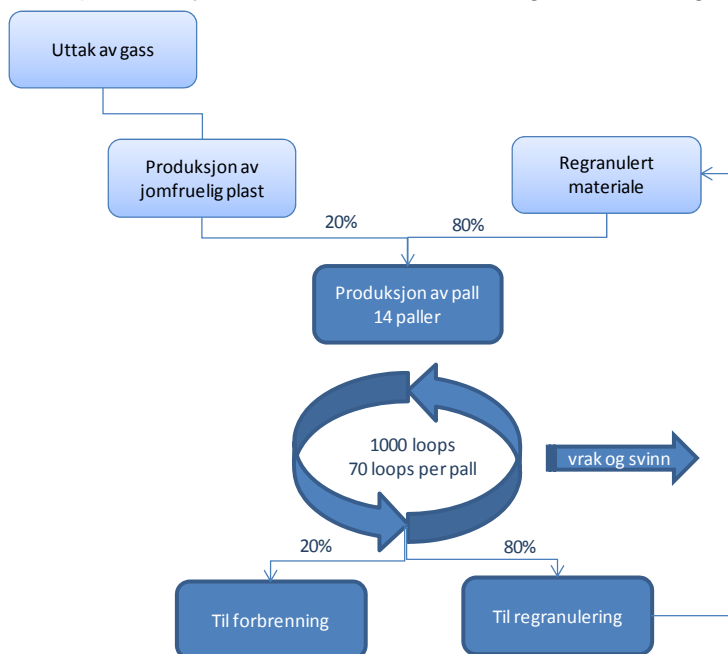 Uttak av gass
Produksjon av
jomfruelig plast
Regranulert
materiale
20%
80%
Produksjon av pall
14 paller
1000 loops
70 loops per pall
vrak og svinn
20%
80%
Til forbrenning
Til regranulering